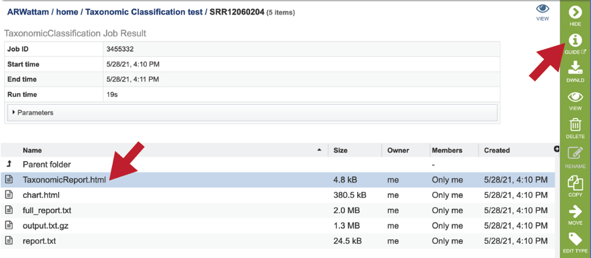 ARWattam / home / Taxonomic Classification test / SRR12060204 (5 items)
VIEW
TaxonomicClassification Job Result
Job ID 3455332
Start time 5/28/21, 4:10 PM
End time 5/28/21, 4:11 PM
Run time 19s
Parameters
Name Size Owner Members Created
Parent folder -
TaxonomicReport.html 4.8 kB me Only me 5/28/21, 4:10 PM
chart.html 380.5 kB me Only me 5/28/21, 4:10 PM
full_report.txt 2.0 MB me Only me 5/28/21, 4:10 PM
output.txt.gz 1.3 MB me Only me 5/28/21, 4:10 PM
report.txt 24.5 kB me Only me 5/28/21, 4:10 PM
HIDE
GUIDE
DWNLD
VIEW
DELETE
RENAME
COPY
MOVE
EDIT TYPE